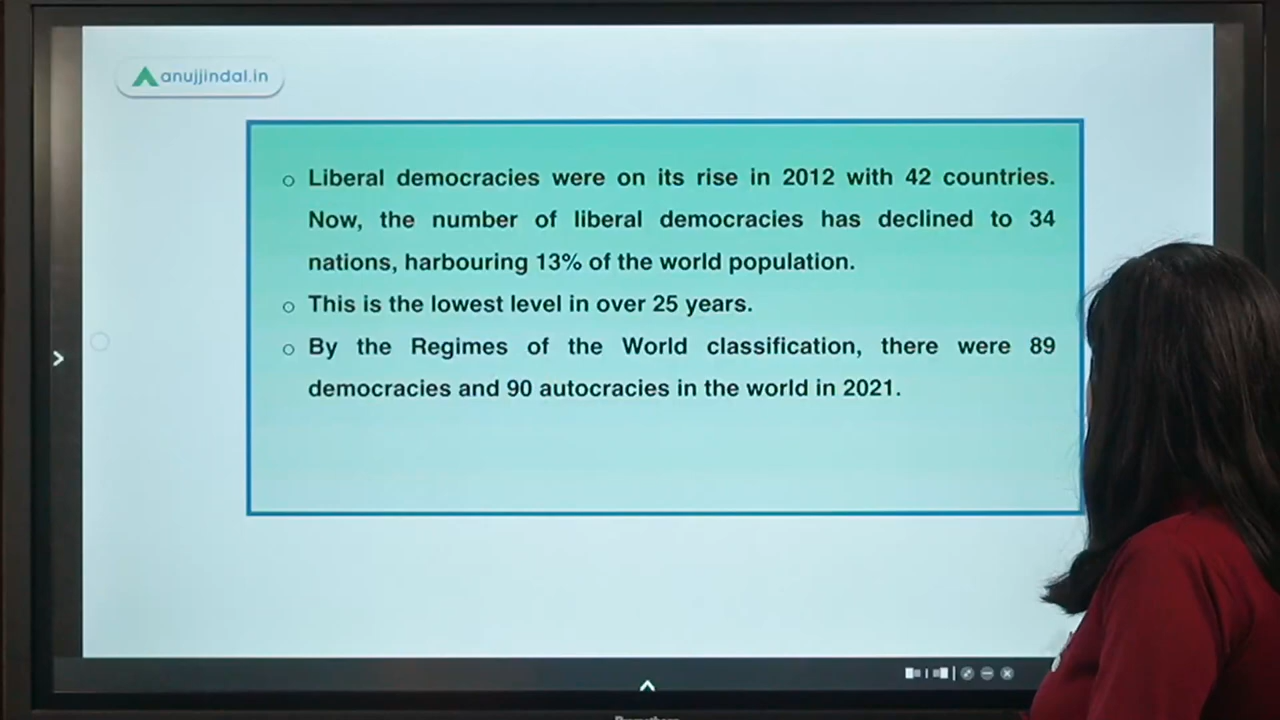 anujjindal.in
○ Liberal democracies were on its rise in 2012 with 42 countries.
Now, the number of liberal democracies has declined to 34
nations, harbouring 13% of the world population.
○ This is the lowest level in over 25 years.
○ By the Regimes of the World classification, there were 89
democracies and 90 autocracies in the world in 2021.